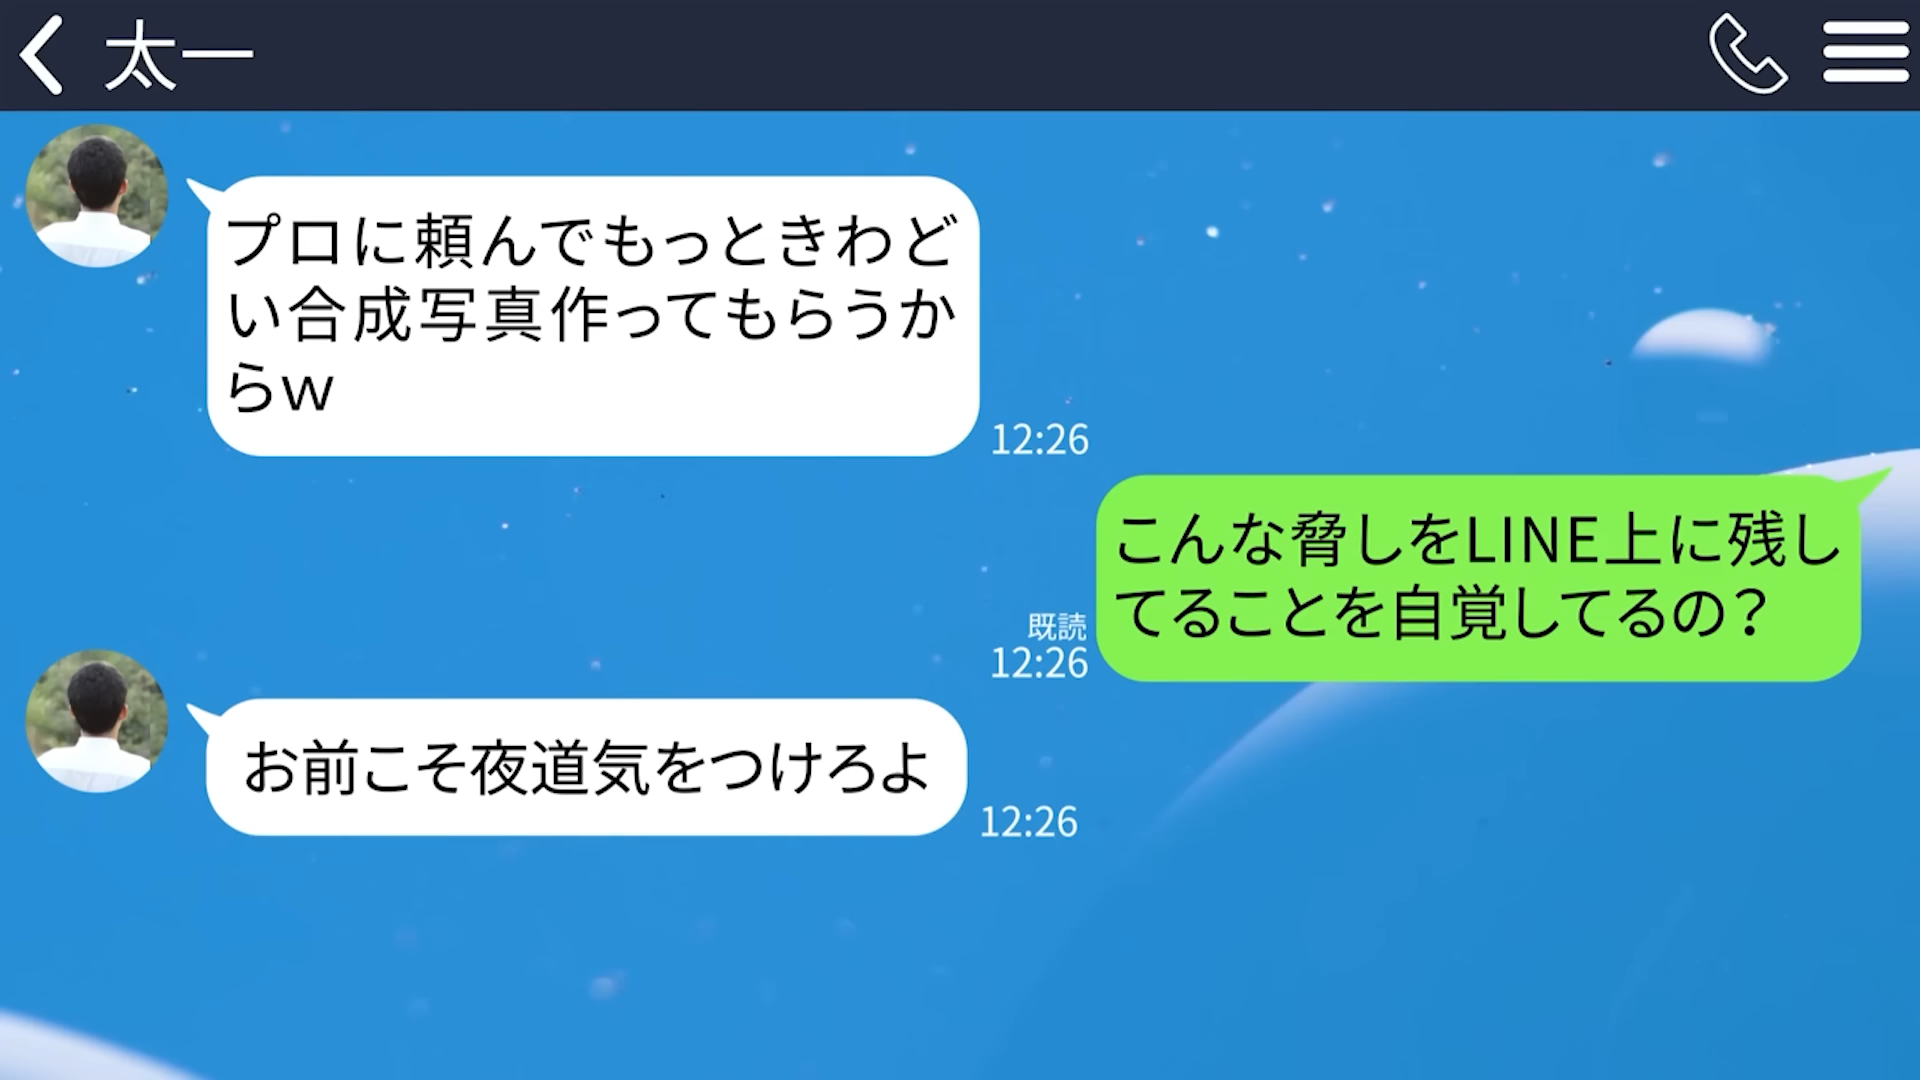 太一
プロに頼んでもっときわど
い合成写真作ってもらうか
らw
12:26
こんな脅しをLINE上に残し
てることを自覚してるの？
既読
12:26
お前こそ夜道気をつけろよ
12:26